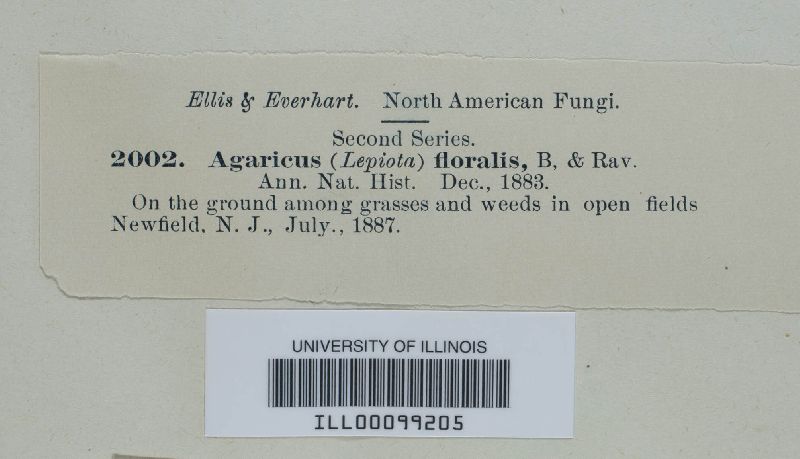 Ellis & Everhart. North American Fungi.
Second Series.
2002. Agaricus (Lepiota) floralis, B, & Rav.
Ann. Nat. Hist. Dec., 1883.
On the ground among grasses and weeds in open fields
Newfield, N. J., July., 1887.
UNIVERSITY OF ILLINOIS
ILL00099205